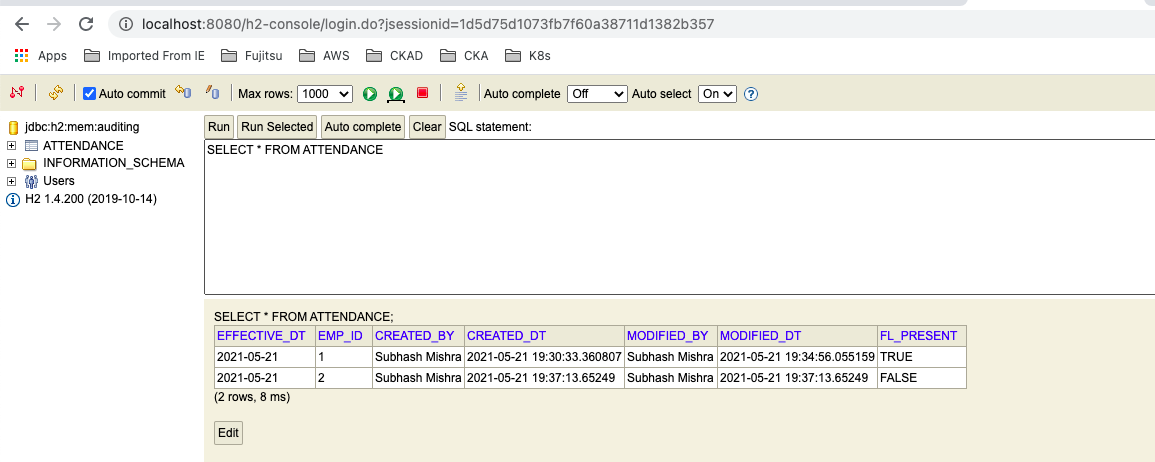 localhost:8080/h2-console/login.do?jsessionid=1d5d75d1073fb7f60a38711d1382b357
Apps Imported From IE Fujitsu AWS CKAD CKA K8s
Auto commit Max rows: 1000 Auto complete Off Auto select On ?
jdbc:h2:mem:auditing
ATTENDANCE
INFORMATION_SCHEMA
Users
H2 1.4.200 (2019-10-14)
Run Run Selected Auto complete Clear SQL statement:
SELECT * FROM ATTENDANCE
SELECT * FROM ATTENDANCE;
EFFECTIVE_DT EMP_ID CREATED_BY CREATED_DT MODIFIED_BY MODIFIED_DT FL_PRESENT
2021-05-21 1 Subhash Mishra 2021-05-21 19:30:33.360807 Subhash Mishra 2021-05-21 19:34:56.055159 TRUE
2021-05-21 2 Subhash Mishra 2021-05-21 19:37:13.65249 Subhash Mishra 2021-05-21 19:37:13.65249 FALSE
(2 rows, 8 ms)
Edit